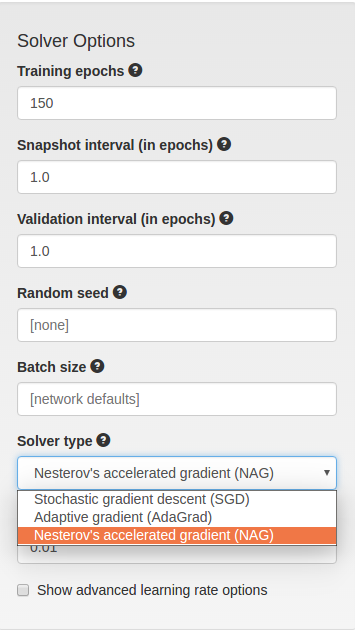 Solver Options
Training epochs
150
Snapshot interval (in epochs)
1.0
Validation interval (in epochs)
1.0
Random seed
[none]
Batch size
[network defaults]
Solver type
Nesterov's accelerated gradient (NAG)
Stochastic gradient descent (SGD)
Adaptive gradient (AdaGrad)
Nesterov's accelerated gradient (NAG)
0.01
Show advanced learning rate options